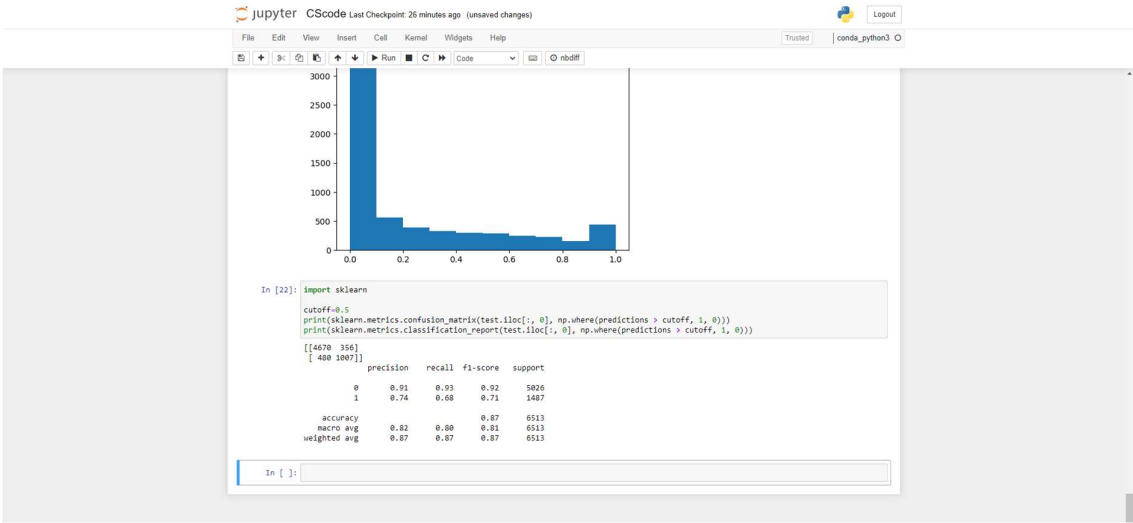 jupyter CScode Last Checkpoint: 26 minutes ago (unsaved changes)
Logout
File Edit View Insert Cell Kernel Widgets Help
Trusted conda_python3
Run Code nbdiff
3000
2500
2000
1500
1000
500
0
0.0 0.2 0.4 0.6 0.8 1.0
In [22]: import sklearn
cutoff=0.5
print(sklearn.metrics.confusion_matrix(test.iloc[:, 0], np.where(predictions > cutoff, 1, 0)))
print(sklearn.metrics.classification_report(test.iloc[:, 0], np.where(predictions > cutoff, 1, 0)))
[[4670 356]
[ 480 1007]]
precision recall f1-score support
0 0.91 0.93 0.92 5026
1 0.74 0.68 0.71 1487
accuracy 0.87 6513
macro avg 0.82 0.80 0.81 6513
weighted avg 0.87 0.87 0.87 6513
In [ ]: